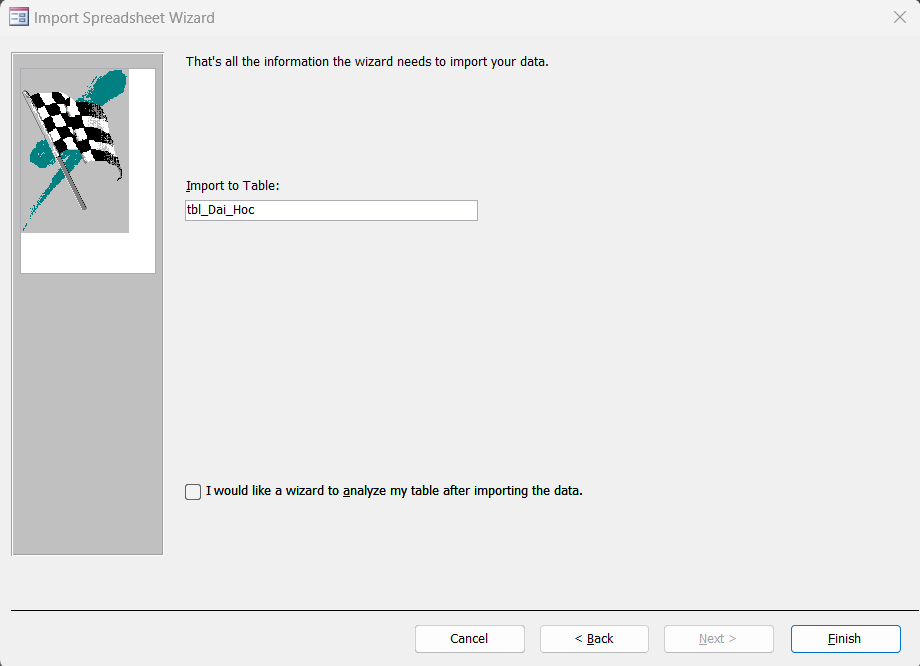 Import Spreadsheet Wizard
That's all the information the wizard needs to import your data.
Import to Table:
tbl_Dai_Hoc
I would like a wizard to analyze my table after importing the data.
Cancel
< Back
Next >
Finish